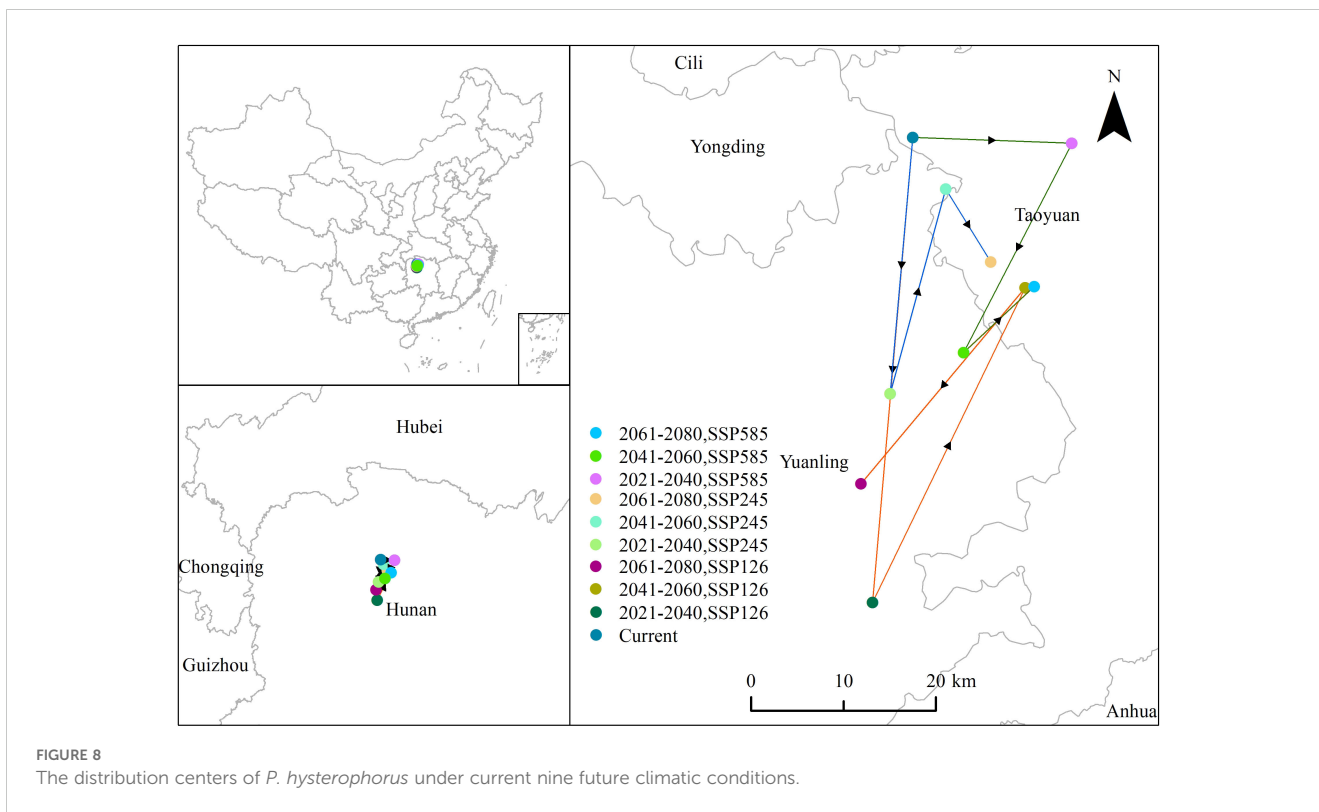 Cili
N
Yongding
Taoyuan
Yuanling
2061-2080,SSP585
2041-2060,SSP585
2021-2040,SSP585
2061-2080,SSP245
2041-2060,SSP245
2021-2040,SSP245
2061-2080,SSP126
2041-2060,SSP126
2021-2040,SSP126
Current
0 10 20 km
Anhua
Hubei
Chongqing
Hunan
Guizhou
FIGURE 8
The distribution centers of P. hysterophorus under current nine future climatic conditions.